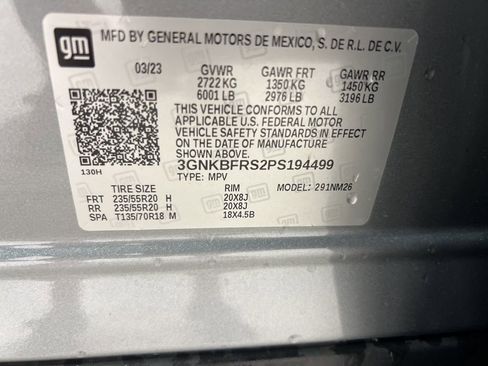 gm
MFD BY GENERAL MOTORS DE MEXICO, S. DE R.L. DE C.V.
03/23 GVWR GAWR FRT GAWR RR
2722 KG 1350 KG 1450 KG
6001 LB 2976 LB 3196 LB
THIS VEHICLE CONFORMS TO ALL
APPLICABLE U.S. FEDERAL MOTOR
VEHICLE SAFETY STANDARDS IN EFFECT
ON THE DATE OF MANUFACTURE
SHOWN ABOVE.
3GNKBFRS2PS194499
130H TYPE: MPV
TIRE SIZE RIM MODEL: 291NM26
FRT 235/55R20 H 20X8J
RR 235/55R20 H 20X8J
SPA T135/70R18 M 18X4.5B